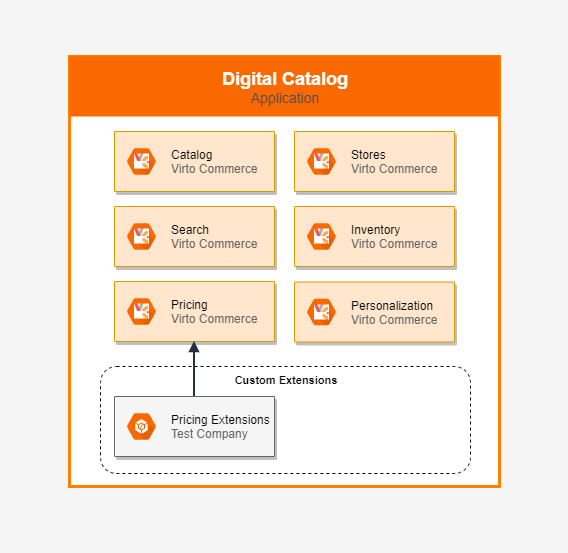 Digital Catalog
Application
Catalog
Virto Commerce
Stores
Virto Commerce
Search
Virto Commerce
Inventory
Virto Commerce
Pricing
Virto Commerce
Personalization
Virto Commerce
Custom Extensions
Pricing Extensions
Test Company